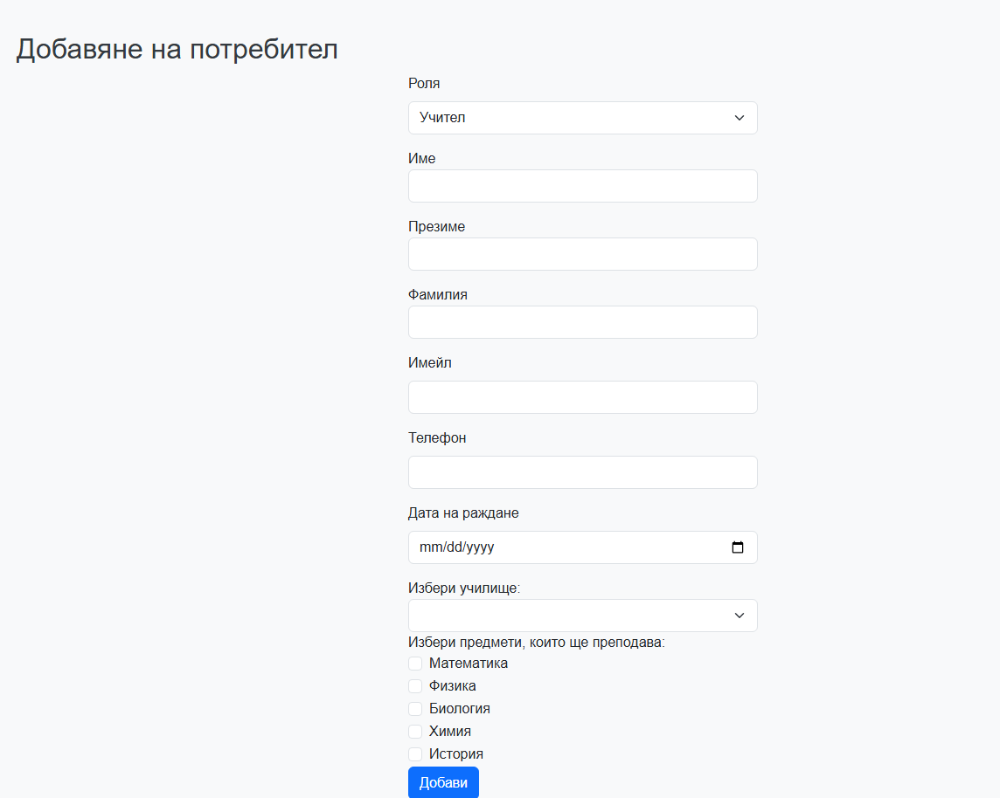 Добавяне на потребител
Роля
Учител
Име
Презиме
Фамилия
Имейл
Телефон
Дата на раждане
mm/dd/yyyy
Избери училище:
Избери предмети, които ще преподава:
Математика
Физика
Биология
Химия
История
Добави